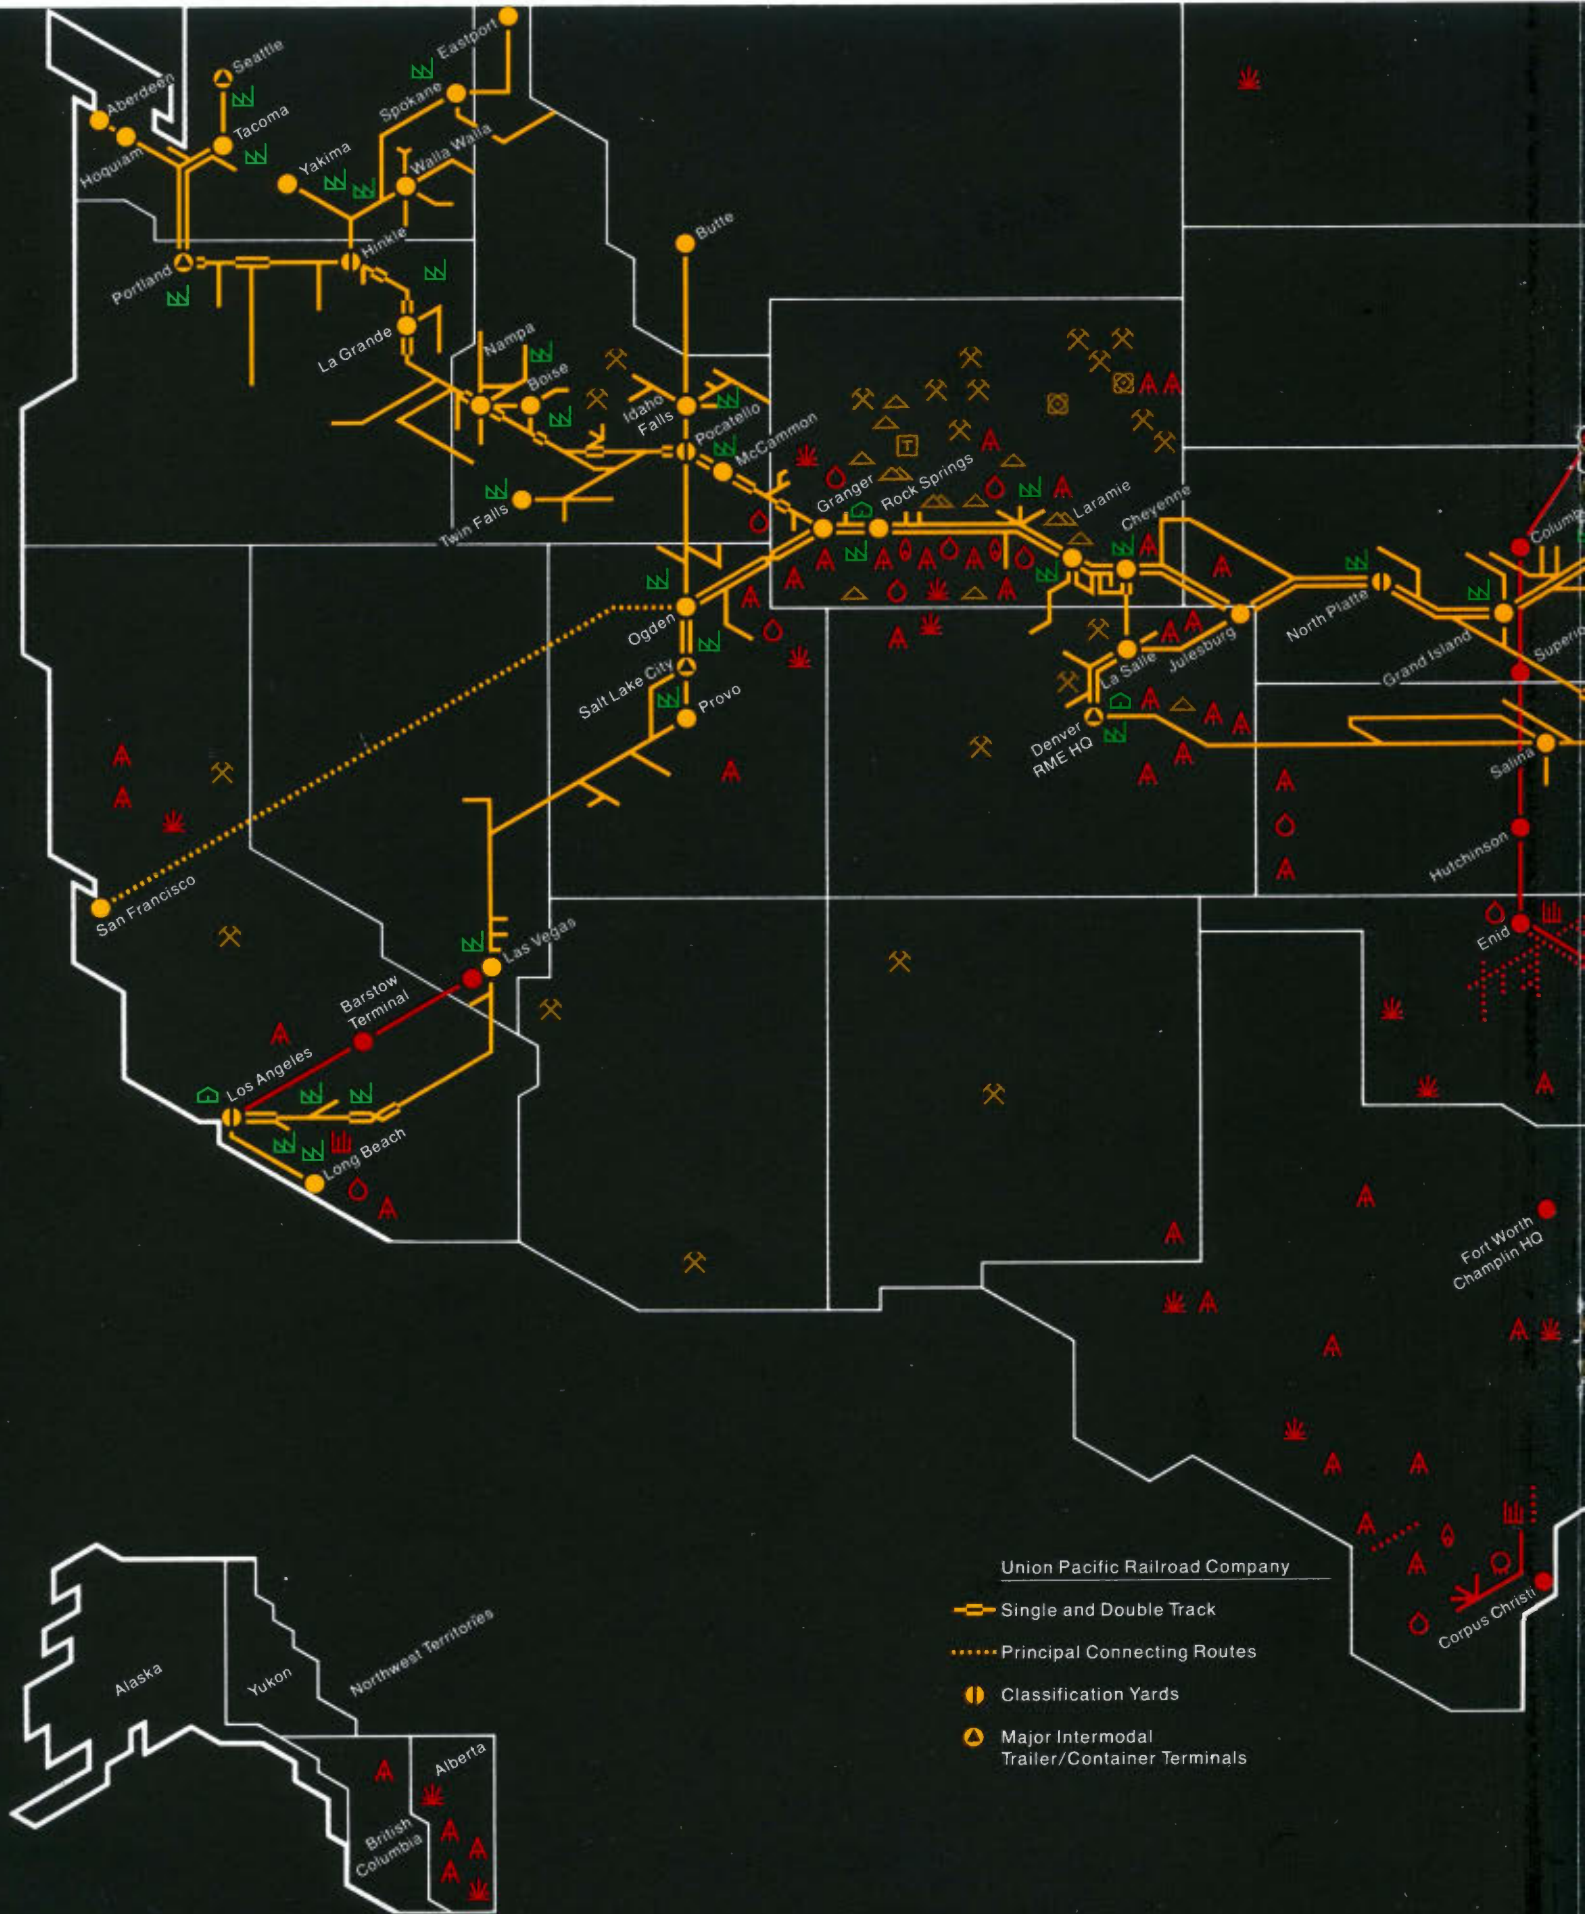 Eastport
Seattle
Aberdeen
Spokane
Tacoma
Walla Walla
Hoquiam
Yakima
Butte
Hinkle
Portland
La Grande
Nampa
Boise
Idaho
Falls
Pocatello
McCammon
Granger
Rock Springs
Laramie
Cheyenne
Twin Falls
Ogden
North Platte
Grand Island
La Salle
Julesburg
Salt Lake City
Provo
Denver
RME HQ
Salina
Hutchinson
San Francisco
Enid
Las Vegas
Barstow
Terminal
Los Angeles
Long Beach
Fort Worth
Champlin HQ
Corpus Christi
Union Pacific Railroad Company
Single and Double Track
Principal Connecting Routes
Classification Yards
Major Intermodal
Trailer/Container Terminals
Alaska
Yukon
Northwest Territories
Alberta
British
Columbia